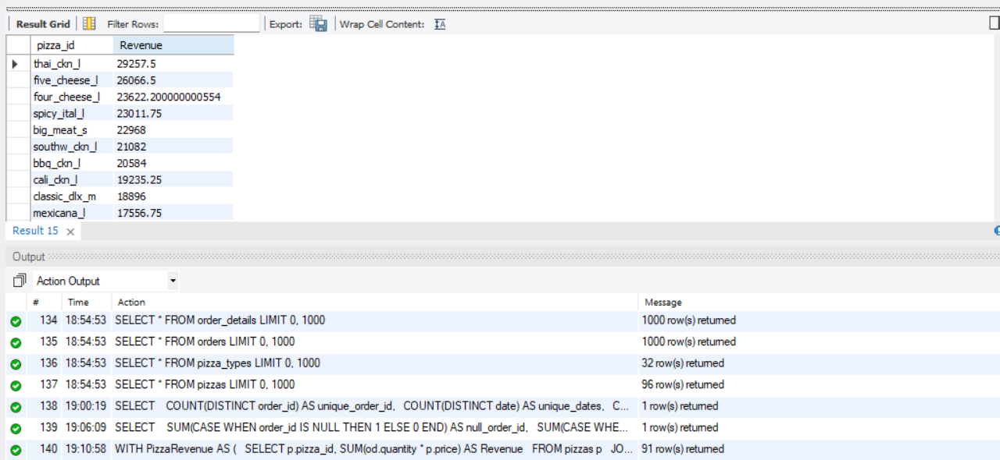 Result Grid Filter Rows: Export: Wrap Cell Content:
pizza_id Revenue
thai_ckn_l 29257.5
five_cheese_l 26066.5
four_cheese_l 23622.200000000554
spicy_ital_l 23011.75
big_meat_s 22968
southw_ckn_l 21082
bbq_ckn_l 20584
cali_ckn_l 19235.25
classic_dlx_m 18896
mexicana_l 17556.75
Result 15
Output
Action Output
# Time Action Message
134 18:54:53 SELECT * FROM order_details LIMIT 0, 1000 1000 row(s) returned
135 18:54:53 SELECT * FROM orders LIMIT 0, 1000 1000 row(s) returned
136 18:54:53 SELECT * FROM pizza_types LIMIT 0, 1000 32 row(s) returned
137 18:54:53 SELECT * FROM pizzas LIMIT 0, 1000 96 row(s) returned
138 19:00:19 SELECT COUNT(DISTINCT order_id) AS unique_order_id, COUNT(DISTINCT date) AS unique_dates, C... 1 row(s) returned
139 19:06:09 SELECT SUM(CASE WHEN order_id IS NULL THEN 1 ELSE 0 END) AS null_order_id, SUM(CASE WHE... 1 row(s) returned
140 19:10:58 WITH PizzaRevenue AS ( SELECT p.pizza_id, SUM(od.quantity * p.price) AS Revenue FROM pizzas p JO... 91 row(s) returned